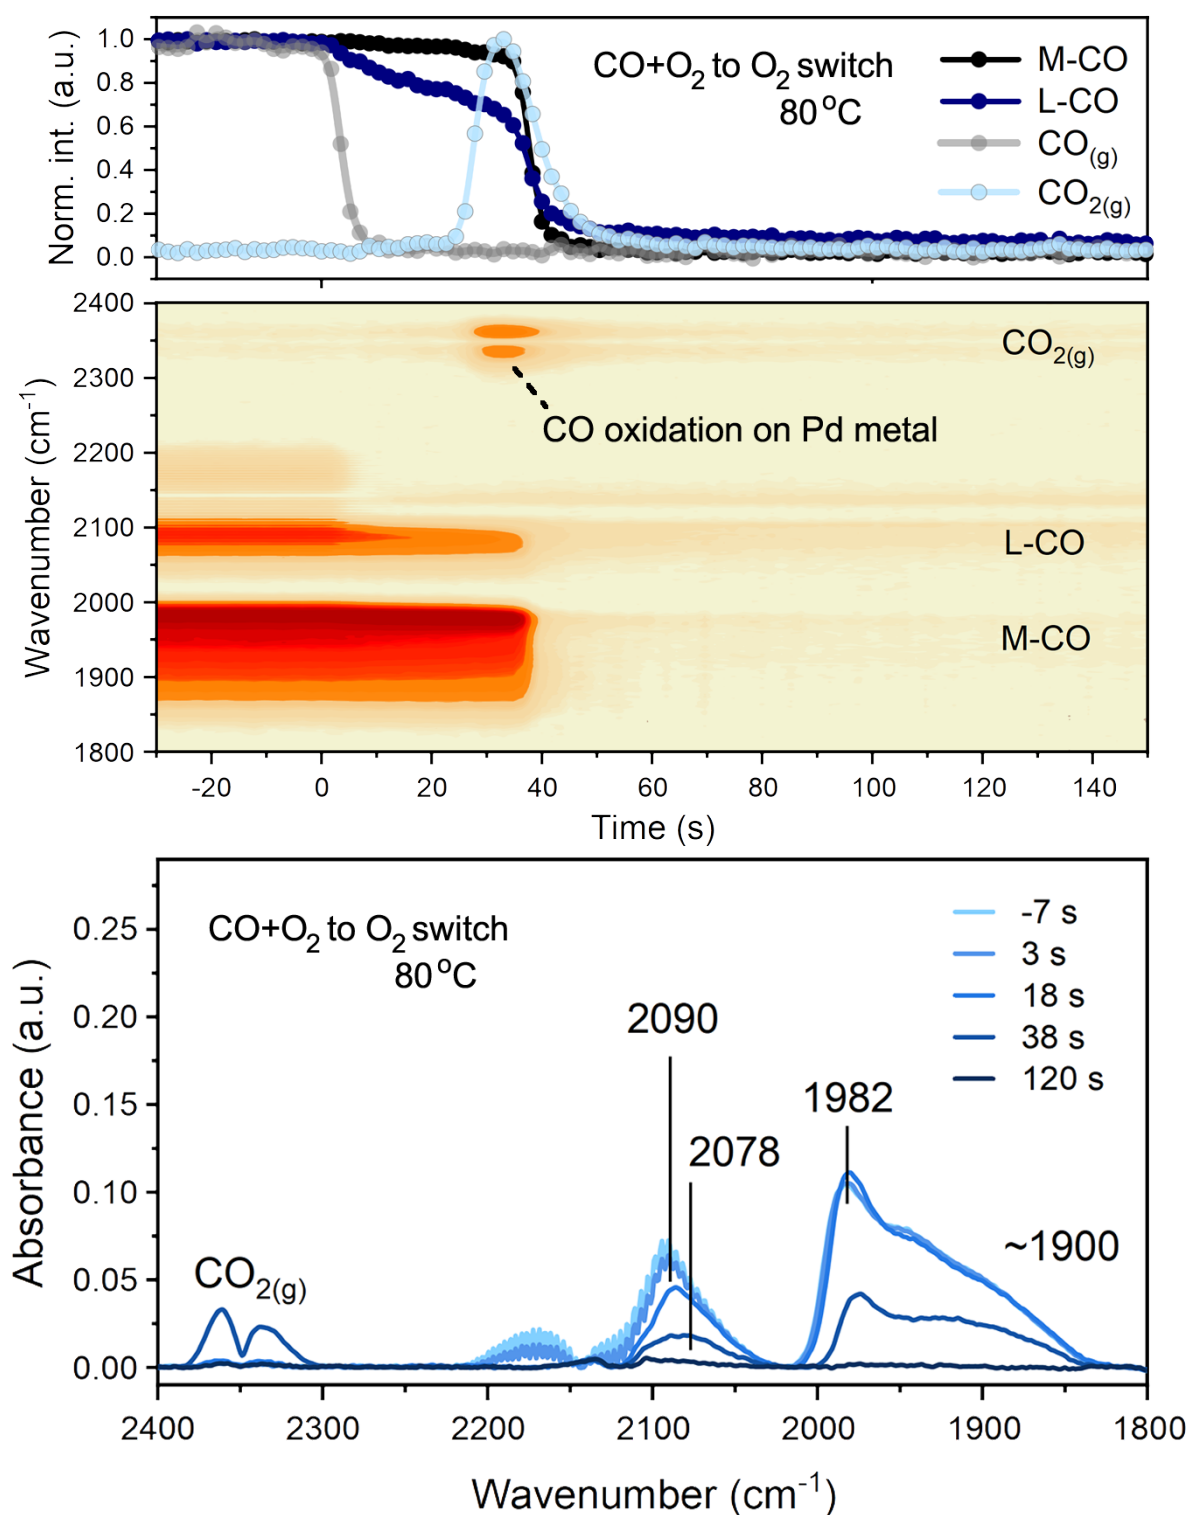 Norm. int. (a.u.)
1.0
0.8
0.6
0.4
0.2
0.0
CO+O2 to O2 switch
80 °C
M-CO
L-CO
CO(g)
CO2(g)
Wavenumber (cm-1)
2400
2300
2200
2100
2000
1900
1800
CO2(g)
CO oxidation on Pd metal
L-CO
M-CO
-20 0 20 40 60 80 100 120 140
Time (s)
Absorbance (a.u.)
0.25
0.20
0.15
0.10
0.05
0.00
CO+O2 to O2 switch
80 °C
-7 s
3 s
18 s
38 s
120 s
2090
2078
1982
~1900
CO2(g)
2400 2300 2200 2100 2000 1900 1800
Wavenumber (cm-1)